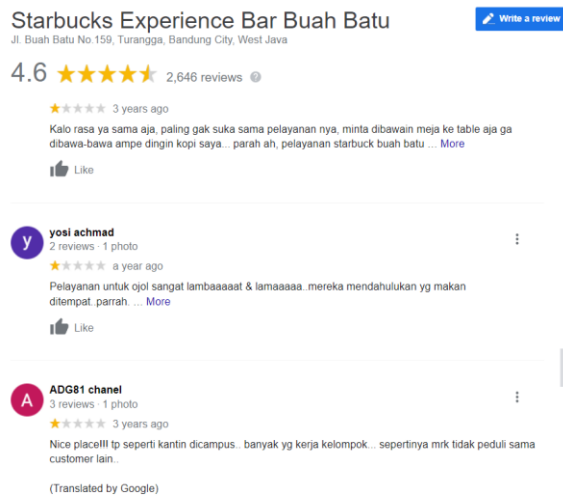 Starbucks Experience Bar Buah Batu
Write a review
Jl. Buah Batu No.159, Turangga, Bandung City, West Java
4.6 2,646 reviews
3 years ago
Kalo rasa ya sama aja, paling gak suka sama pelayanan nya, minta dibawain meja ke table aja ga
dibawa-bawa ampe dingin kopi saya... parah ah, pelayanan starbuck buah batu ... More
Like
y
yosi achmad
2 reviews · 1 photo
a year ago
Pelayanan untuk ojol sangat lambaaaaat & lamaaaaa..mereka mendahulukan yg makan
ditempat..parrah. ... More
Like
A
ADG81 chanel
3 reviews · 1 photo
3 years ago
Nice place!!! tp seperti kantin dicampus.. banyak yg kerja kelompok... sepertinya mrk tidak peduli sama
customer lain..
(Translated by Google)